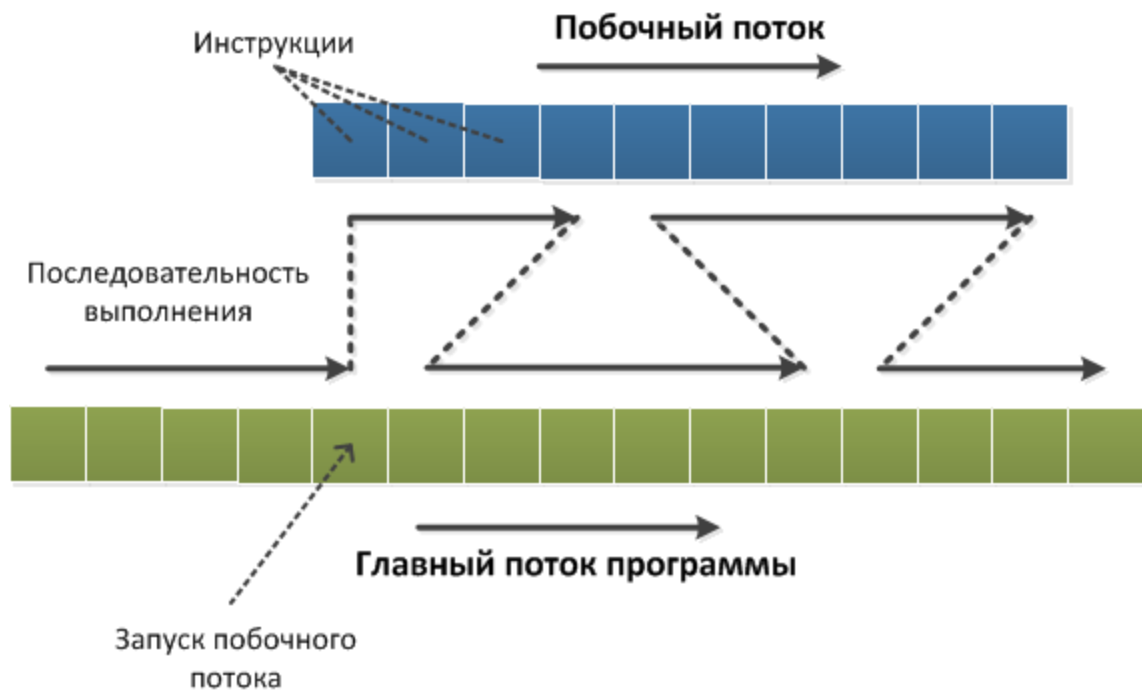 Побочный поток
Инструкции
Последовательность
выполнения
Главный поток программы
Запуск побочного
потока